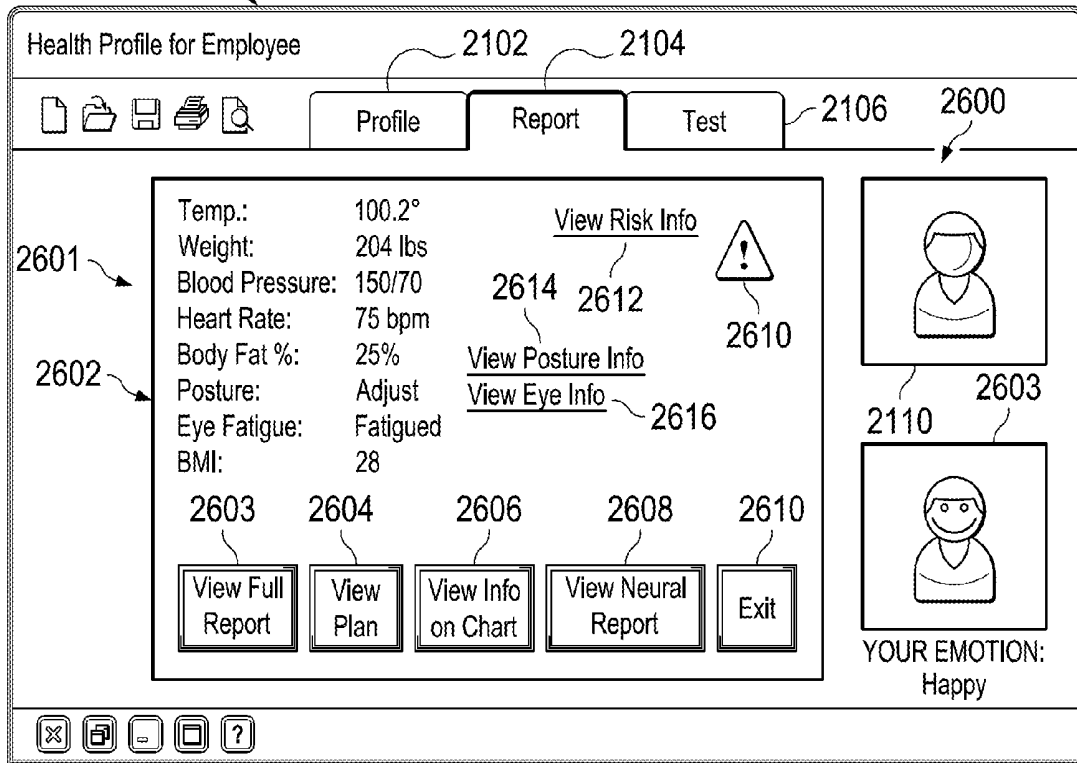 Health Profile for Employee
2102
2104
Profile
Report
Test
2106
2600
2601
2602
Temp.: 100.2°
Weight: 204 lbs
Blood Pressure: 150/70
Heart Rate: 75 bpm
Body Fat %: 25%
Posture: Adjust
Eye Fatigue: Fatigued
BMI: 28
View Risk Info
2612
!
2610
2614
View Posture Info
View Eye Info
2616
2110
2603
2603
2604
2606
2608
2610
View Full
Report
View
Plan
View Info
on Chart
View Neural
Report
Exit
YOUR EMOTION:
Happy
?